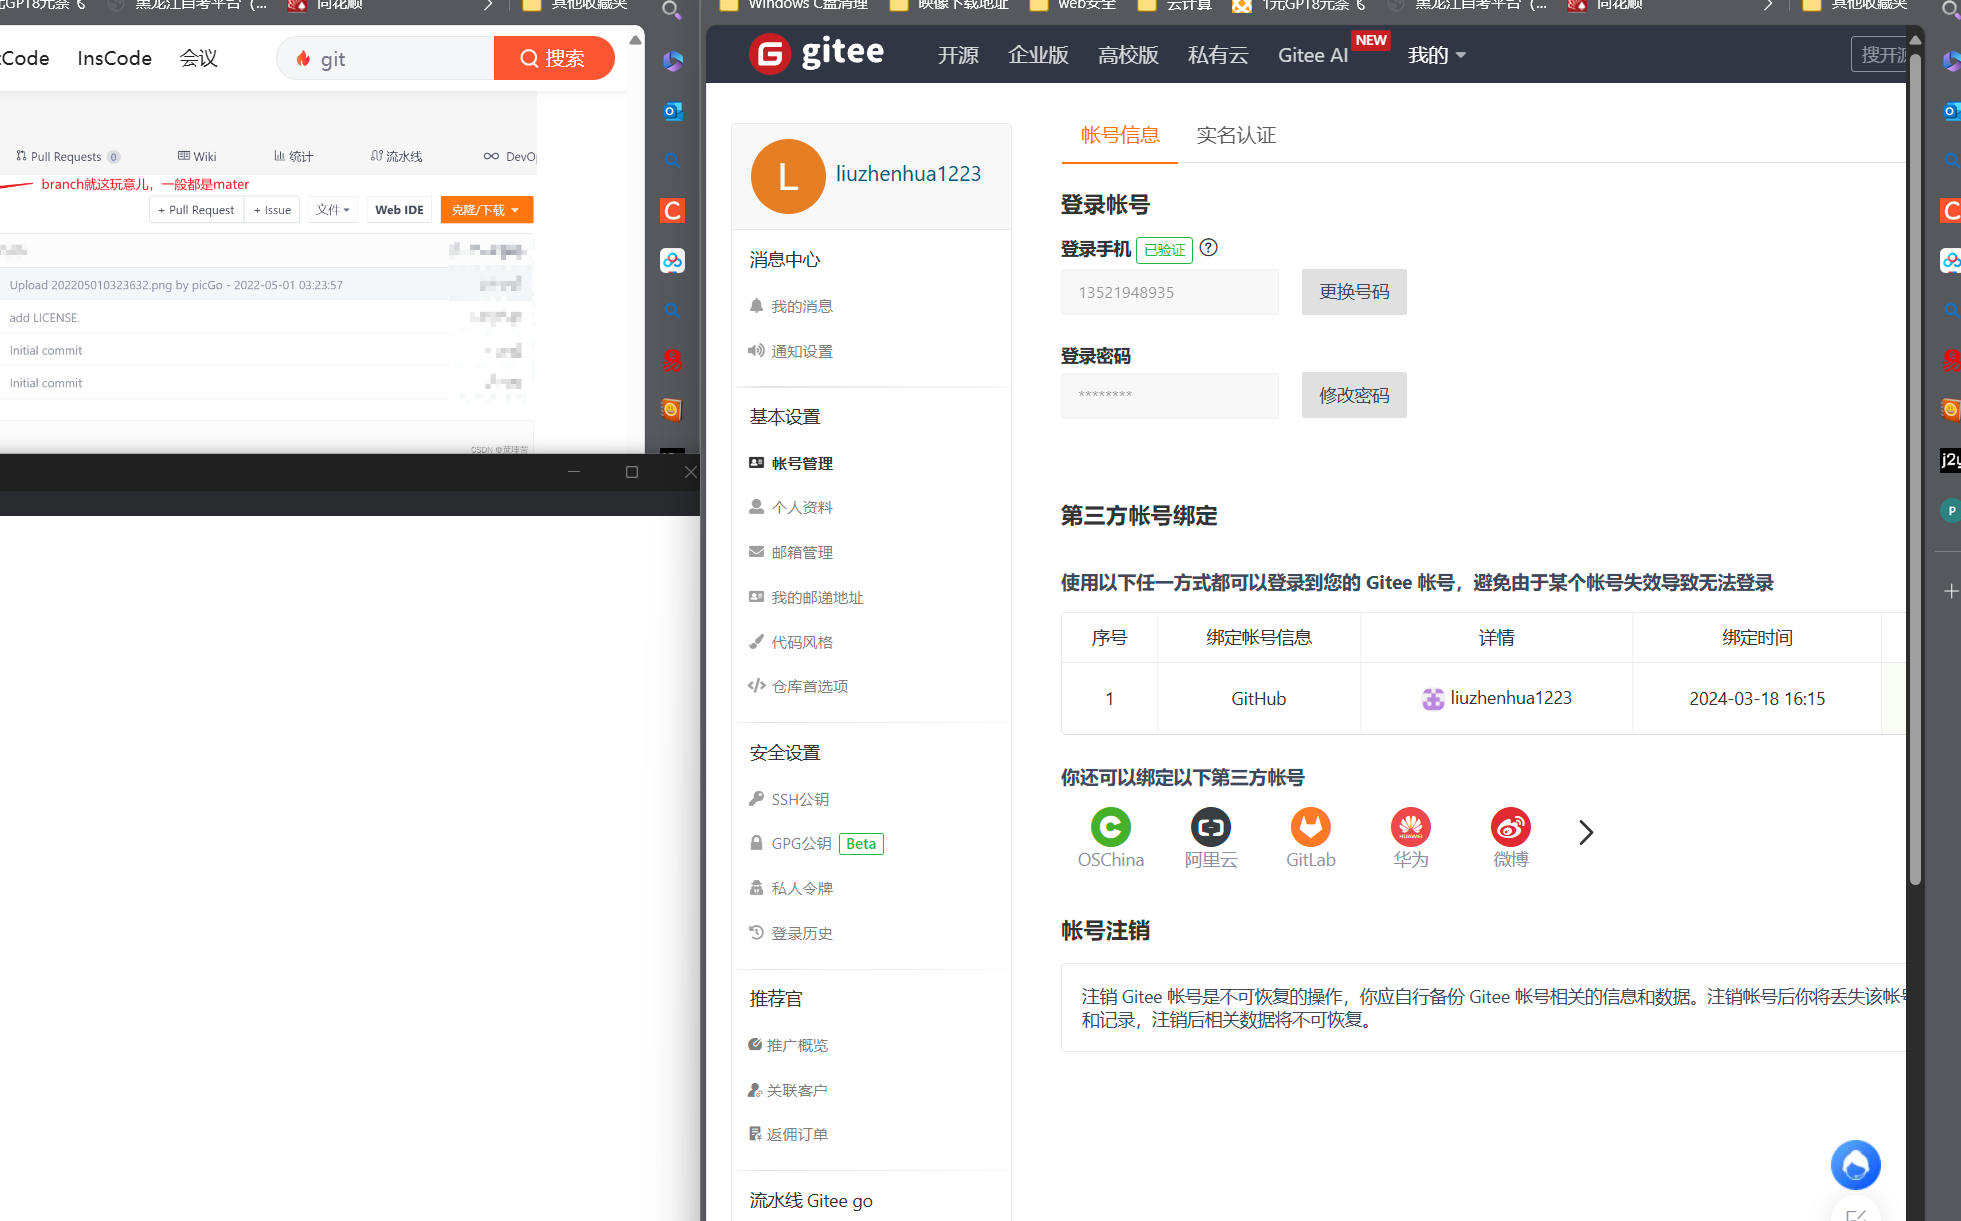 元GPT8元奈
黑龙江自考平台（...
同花顺
其他收藏夹
Code
InsCode
会议
git
搜索
Pull Requests 0
Wiki
统计
流水线
branch就这玩意儿，一般都是mater
+ Pull Request
+ Issue
文件
Web IDE
克隆/下载
Upload 202205010323632.png by picGo - 2022-05-01 03:23:57
add LICENSE.
Initial commit
Initial commit
Windows C盘清理
映像下载地址
web安全
云计算
1元GPT8元奈
黑龙江自考平台（...
同花顺
其他收藏夹
gitee
开源
企业版
高校版
私有云
Gitee AI
NEW
我的
搜开
liuzhenhua1223
消息中心
我的消息
通知设置
基本设置
帐号管理
个人资料
邮箱管理
我的邮递地址
代码风格
仓库首选项
安全设置
SSH公钥
GPG公钥 Beta
私人令牌
登录历史
推荐官
推广概览
关联客户
返佣订单
流水线 Gitee go
帐号信息
实名认证
登录帐号
登录手机 已验证
13521948935
更换号码
登录密码
********
修改密码
第三方帐号绑定
使用以下任一方式都可以登录到您的 Gitee 帐号，避免由于某个帐号失效导致无法登录
序号
绑定帐号信息
详情
绑定时间
1
GitHub
liuzhenhua1223
2024-03-18 16:15
你还可以绑定以下第三方帐号
OSChina
阿里云
GitLab
华为
微博
帐号注销
注销 Gitee 帐号是不可恢复的操作，你应自行备份 Gitee 帐号相关的信息和数据。注销帐号后你将丢失该帐
和记录，注销后相关数据将不可恢复。